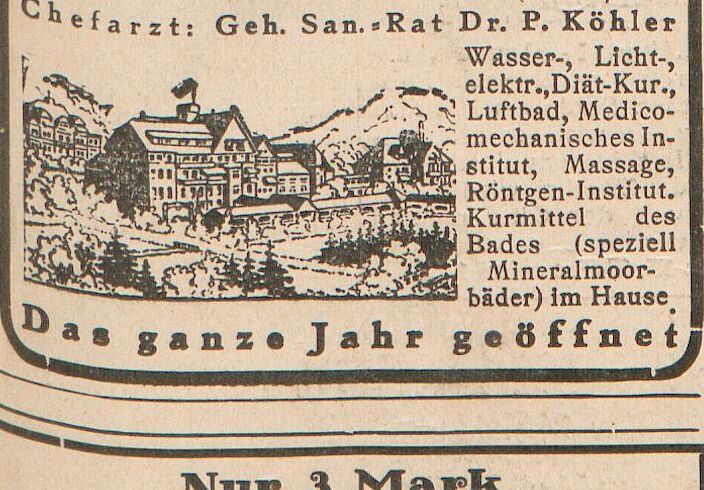 Chefarzt: Geh. San.-Rat Dr. P. Köhler
Wasser-, Licht-,
elektr.,Diät-Kur.,
Luftbad, Medico-
mechanisches In-
stitut, Massage,
Röntgen-Institut.
Kurmittel des
Bades (speziell
Mineralmoor-
bäder) im Hause.
Das ganze Jahr geöffnet
Nur 3 Mark